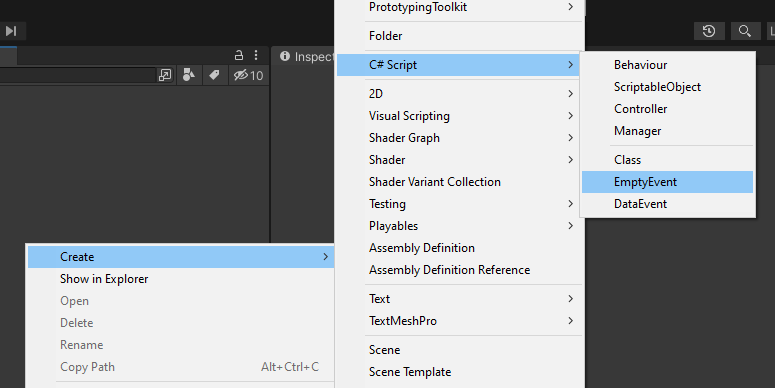 PrototypingToolkit
Folder
Inspec
C# Script
10
2D
Visual Scripting
Shader Graph
Shader
Shader Variant Collection
Testing
Playables
Assembly Definition
Assembly Definition Reference
Text
TextMeshPro
Scene
Scene Template
Behaviour
ScriptableObject
Controller
Manager
Class
EmptyEvent
DataEvent
Create
Show in Explorer
Open
Delete
Rename
Copy Path Alt+Ctrl+C